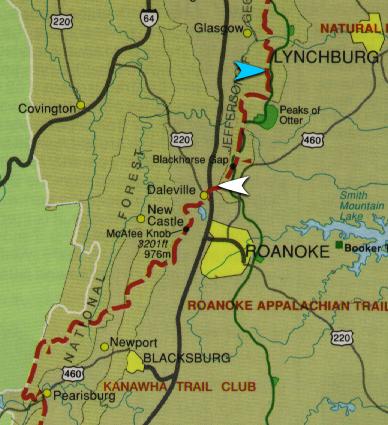 220
64
Glasgow
NATURAL
LYNCHBURG
Covington
JEFFERSON
GE
Peaks of
Otter
220
460
Blackhorse Gap
Daleville
New
Castle
McAfee Knob
3201ft
976m
Smith
Mountain
Lake
ROANOKE
Booker T
NATIONAL FOREST
ROANOKE APPALACHIAN TRAIL
220
Newport
BLACKSBURG
460
KANAWHA TRAIL CLUB
Pearisburg